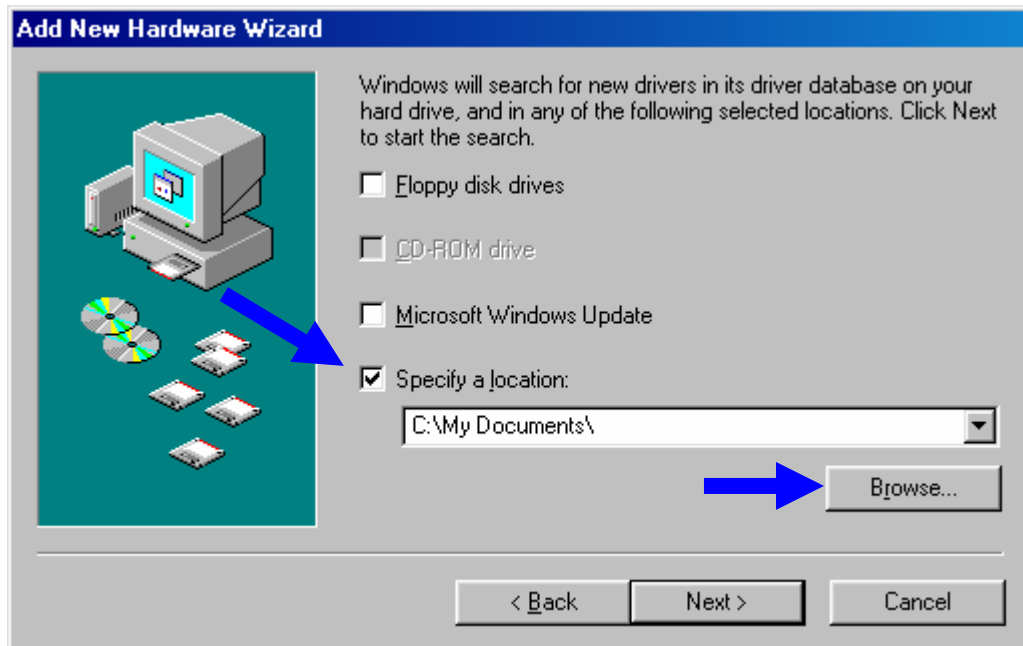 Add New Hardware Wizard
Windows will search for new drivers in its driver database on your
hard drive, and in any of the following selected locations. Click Next
to start the search.
Floppy disk drives
CD-ROM drive
Microsoft Windows Update
Specify a location:
C:\My Documents\
Browse...
< Back
Next >
Cancel